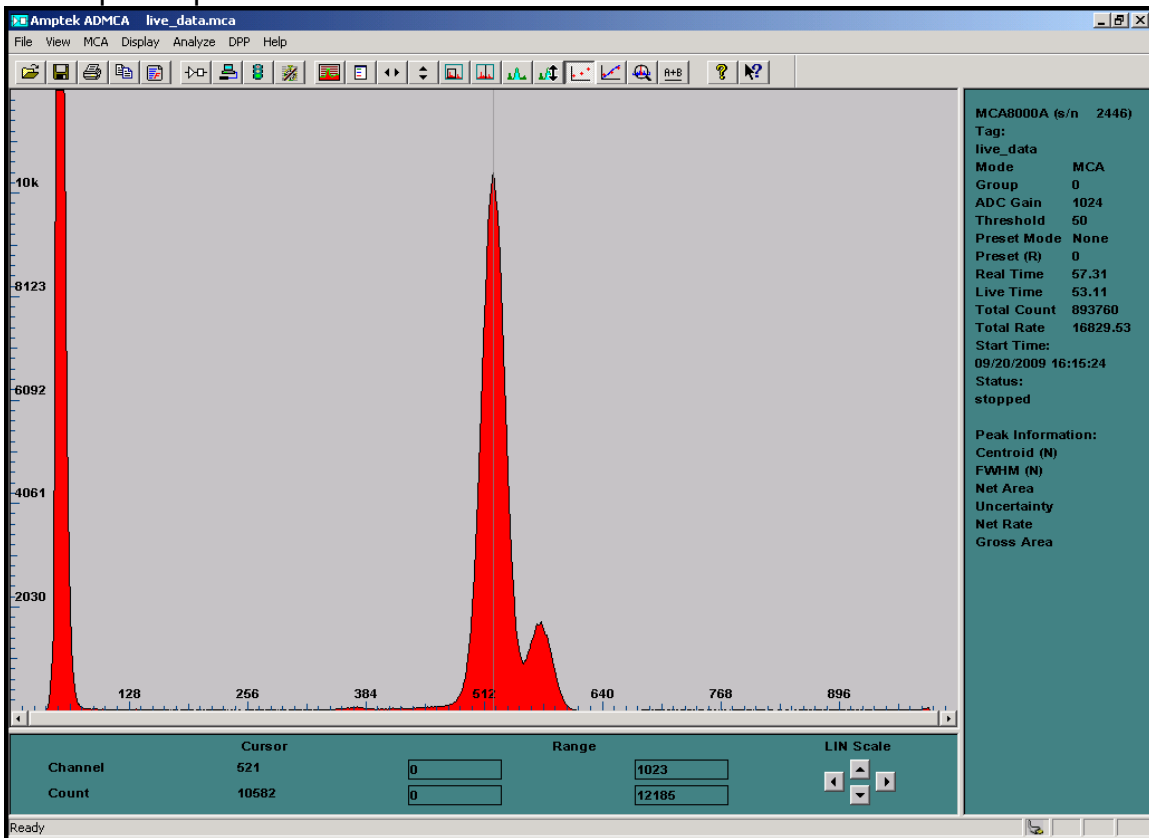 Amptek ADMCA live_data.mca
File View MCA Display Analyze DPP Help
A+B
10k
8123
6092
4061
2030
128 256 384 512 640 768 896
MCA8000A (s/n 2446)
Tag:
live_data
Mode MCA
Group 0
ADC Gain 1024
Threshold 50
Preset Mode None
Preset (R) 0
Real Time 57.31
Live Time 53.11
Total Count 893760
Total Rate 16829.53
Start Time:
09/20/2009 16:15:24
Status:
stopped
Peak Information:
Centroid (N)
FWHM (N)
Net Area
Uncertainty
Net Rate
Gross Area
Cursor Range LIN Scale
Channel 521 0 1023
Count 10582 0 12185
Ready